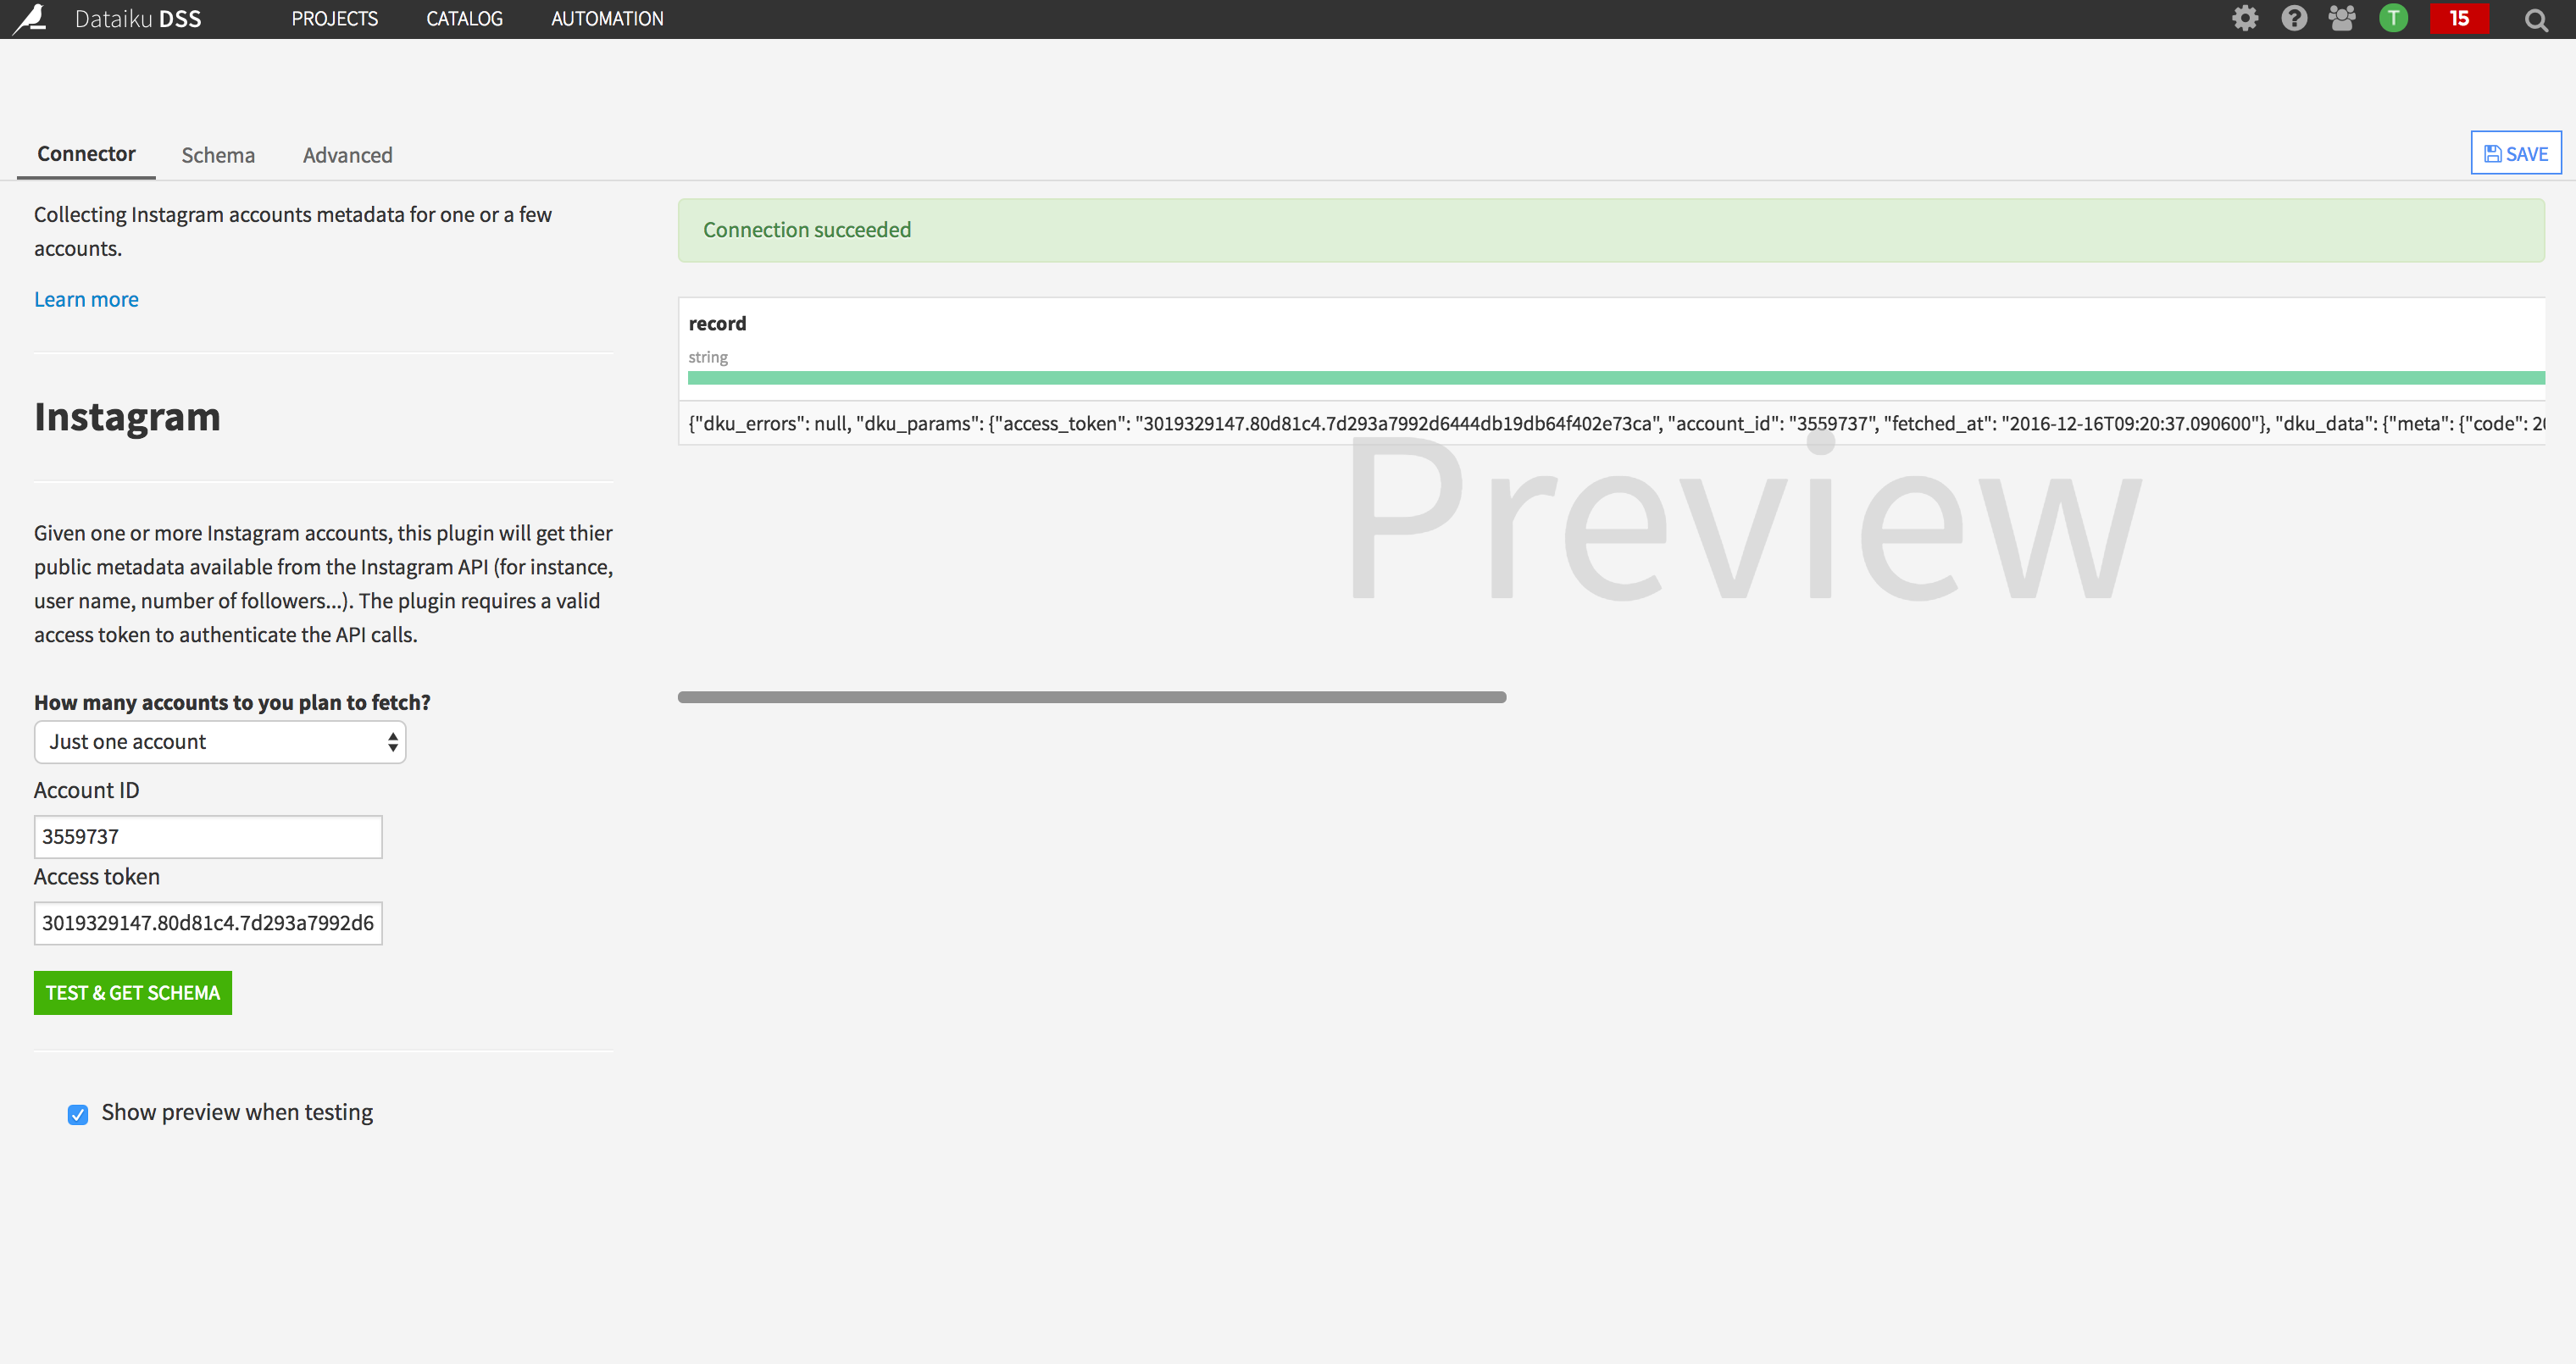 Dataiku DSS PROJECTS CATALOG AUTOMATION T 15
Connector Schema Advanced SAVE
Collecting Instagram accounts metadata for one or a few
accounts.
Learn more
Instagram
Given one or more Instagram accounts, this plugin will get thier
public metadata available from the Instagram API (for instance,
user name, number of followers...). The plugin requires a valid
access token to authenticate the API calls.
How many accounts to you plan to fetch?
Just one account
Account ID
3559737
Access token
3019329147.80d81c4.7d293a7992d6
TEST & GET SCHEMA
Show preview when testing
Connection succeeded
record
string
{"dku_errors": null, "dku_params": {"access_token": "3019329147.80d81c4.7d293a7992d6444db19db64f402e73ca", "account_id": "3559737", "fetched_at": "2016-12-16T09:20:37.090600"}, "dku_data": {"meta": {"code": 20
Preview